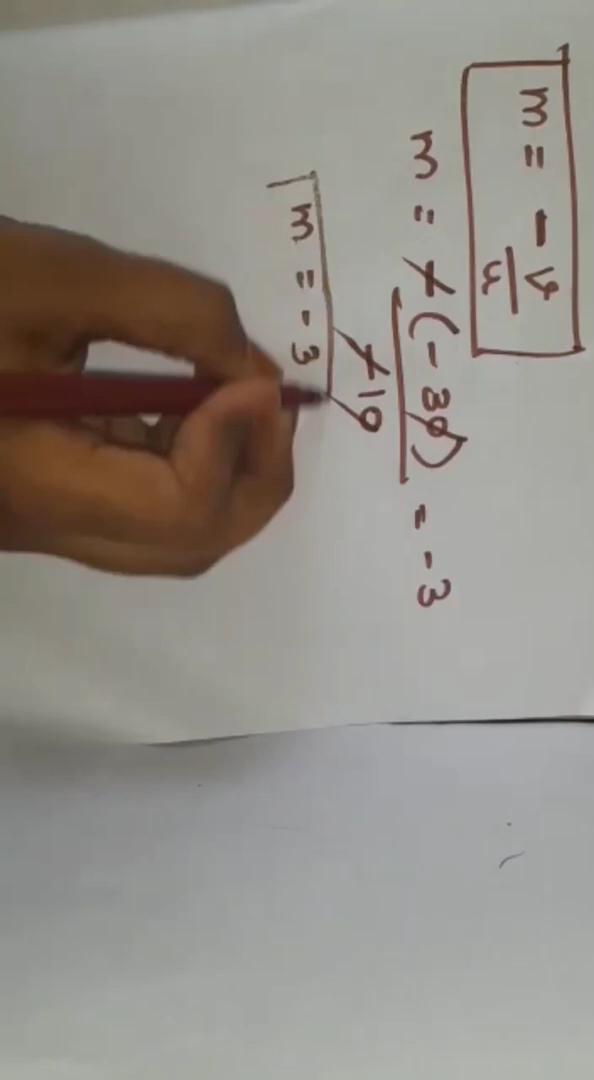 m = - v/u
m = -(-30)/-10 = -3
m = -3